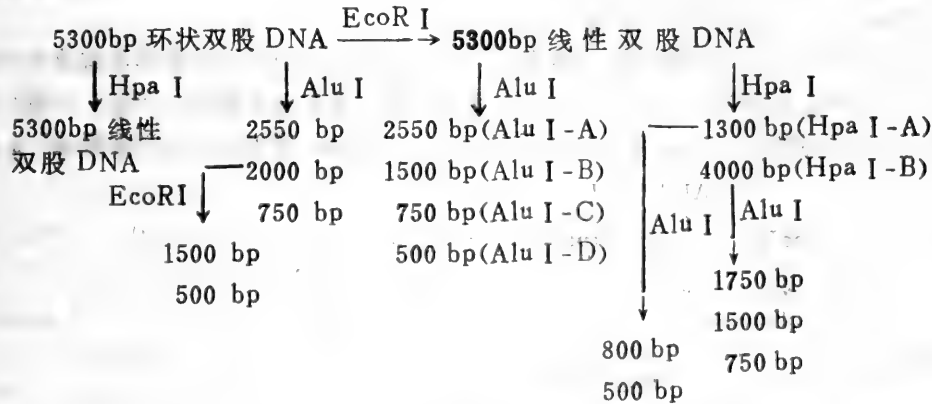 EcoR I
5300bp 环状双股 DNA 5300bp 线性双股 DNA
Hpa I Alu I Alu I Hpa I
5300bp 线性 2550 bp 2550 bp(Alu I-A) 1300 bp(Hpa I-A)
双股 DNA 2000 bp 1500 bp(Alu I-B) 4000 bp(Hpa I-B)
EcoRI 750 bp 750 bp(Alu I-C) Alu I Alu I
1500 bp 500 bp(Alu I-D)
500 bp 1750 bp
1500 bp
800 bp 750 bp
500 bp